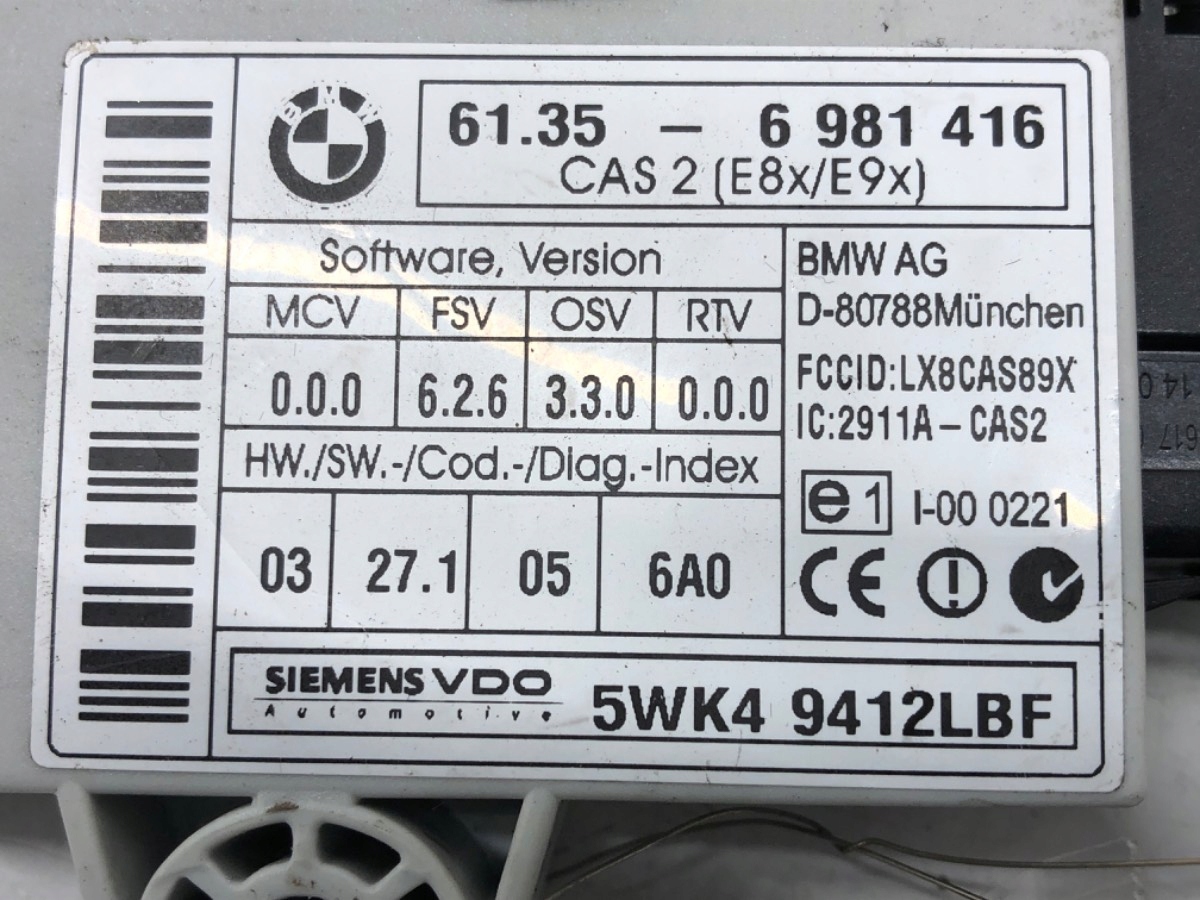 BMW
61.35 – 6 981 416
CAS 2 (E8x/E9x)
Software, Version
MCV FSV OSV RTV
0.0.0 6.2.6 3.3.0 0.0.0
HW./SW.-/Cod.-/Diag.-Index
03 27.1 05 6A0
BMW AG
D-80788München
FCCID:LX8CAS89X
IC:2911A–CAS2
e1 I-00 0221
CE
SIEMENS VDO
Automotive
5WK4 9412LBF